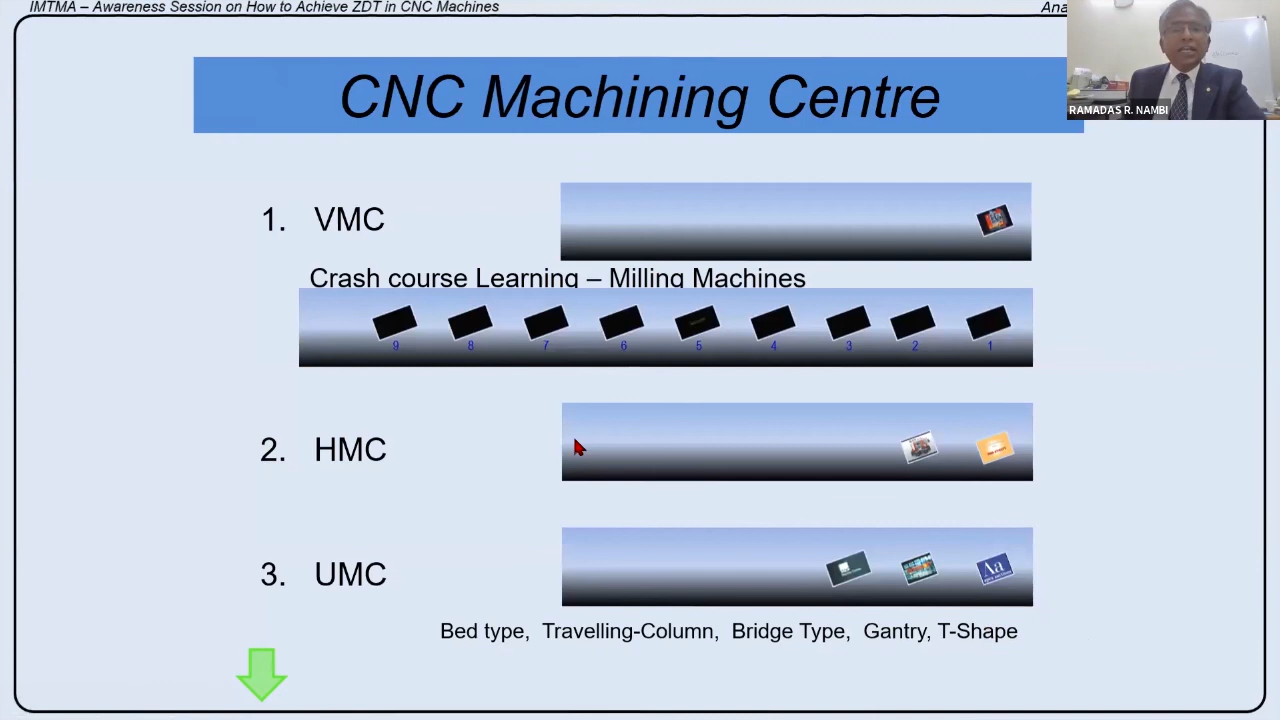 IMTMA – Awareness Session on How to Achieve ZDT in CNC Machines
Ana
RAMADAS R. NAMBI
CNC Machining Centre
1. VMC
Crash course Learning – Milling Machines
9 8 7 6 5 4 3 2 1
2. HMC
3. UMC
Aa
Bed type, Travelling-Column, Bridge Type, Gantry, T-Shape